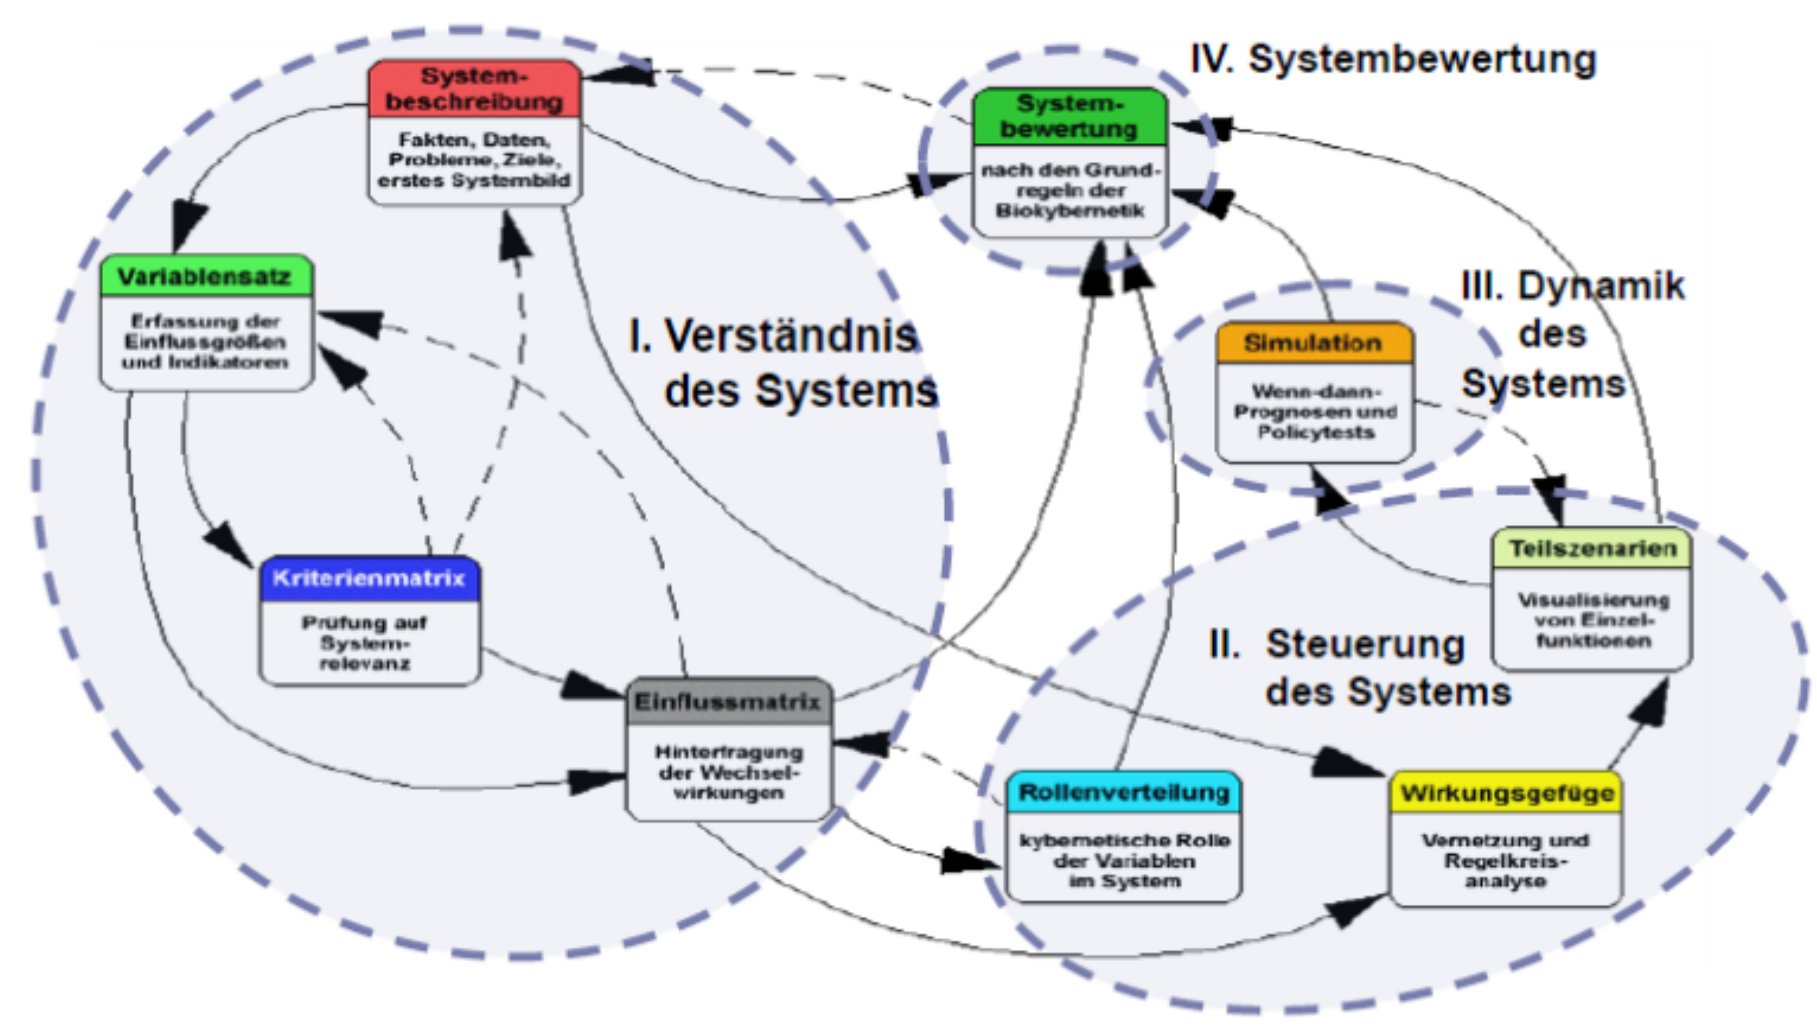 System-
beschreibung
Fakten, Daten,
Probleme, Ziele,
erstes Systembild
IV. Systembewertung
System-
bewertung
nach den Grund-
regeln der
Biokybernetik
Variablensatz
Erfassung der
Einflussgrößen
und Indikatoren
I. Verständnis
des Systems
III. Dynamik
des
Systems
Simulation
Wenn-dann-
Prognosen und
Policytests
Kriterienmatrix
Prüfung auf
System-
relevanz
Teilszenarien
Visualisierung
von Einzel-
funktionen
II. Steuerung
des Systems
Einflussmatrix
Hinterfragung
der Wechsel-
wirkungen
Rollenverteilung
kybernetische Rolle
der Variablen
im System
Wirkungsgefüge
Vernetzung und
Regelkreis-
analyse